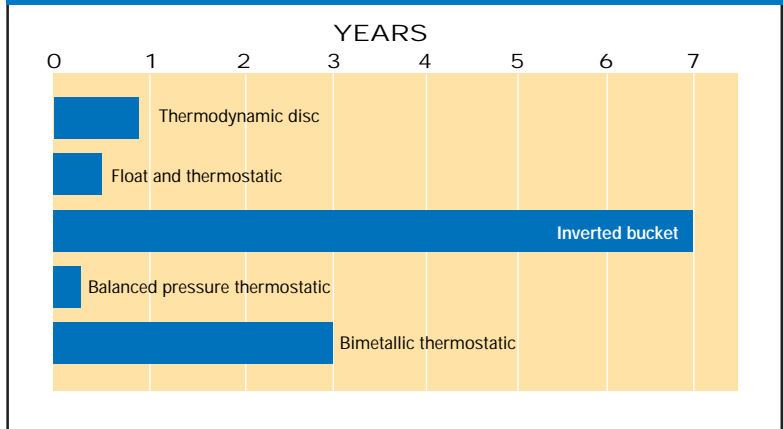 YEARS
0 1 2 3 4 5 6 7
Thermodynamic disc
Float and thermostatic
Inverted bucket
Balanced pressure thermostatic
Bimetallic thermostatic